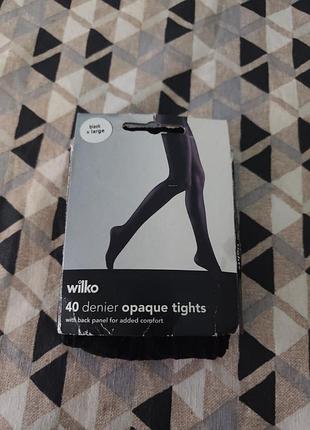 black
x large
wilko
40 denier opaque tights
with back panel for added comfort